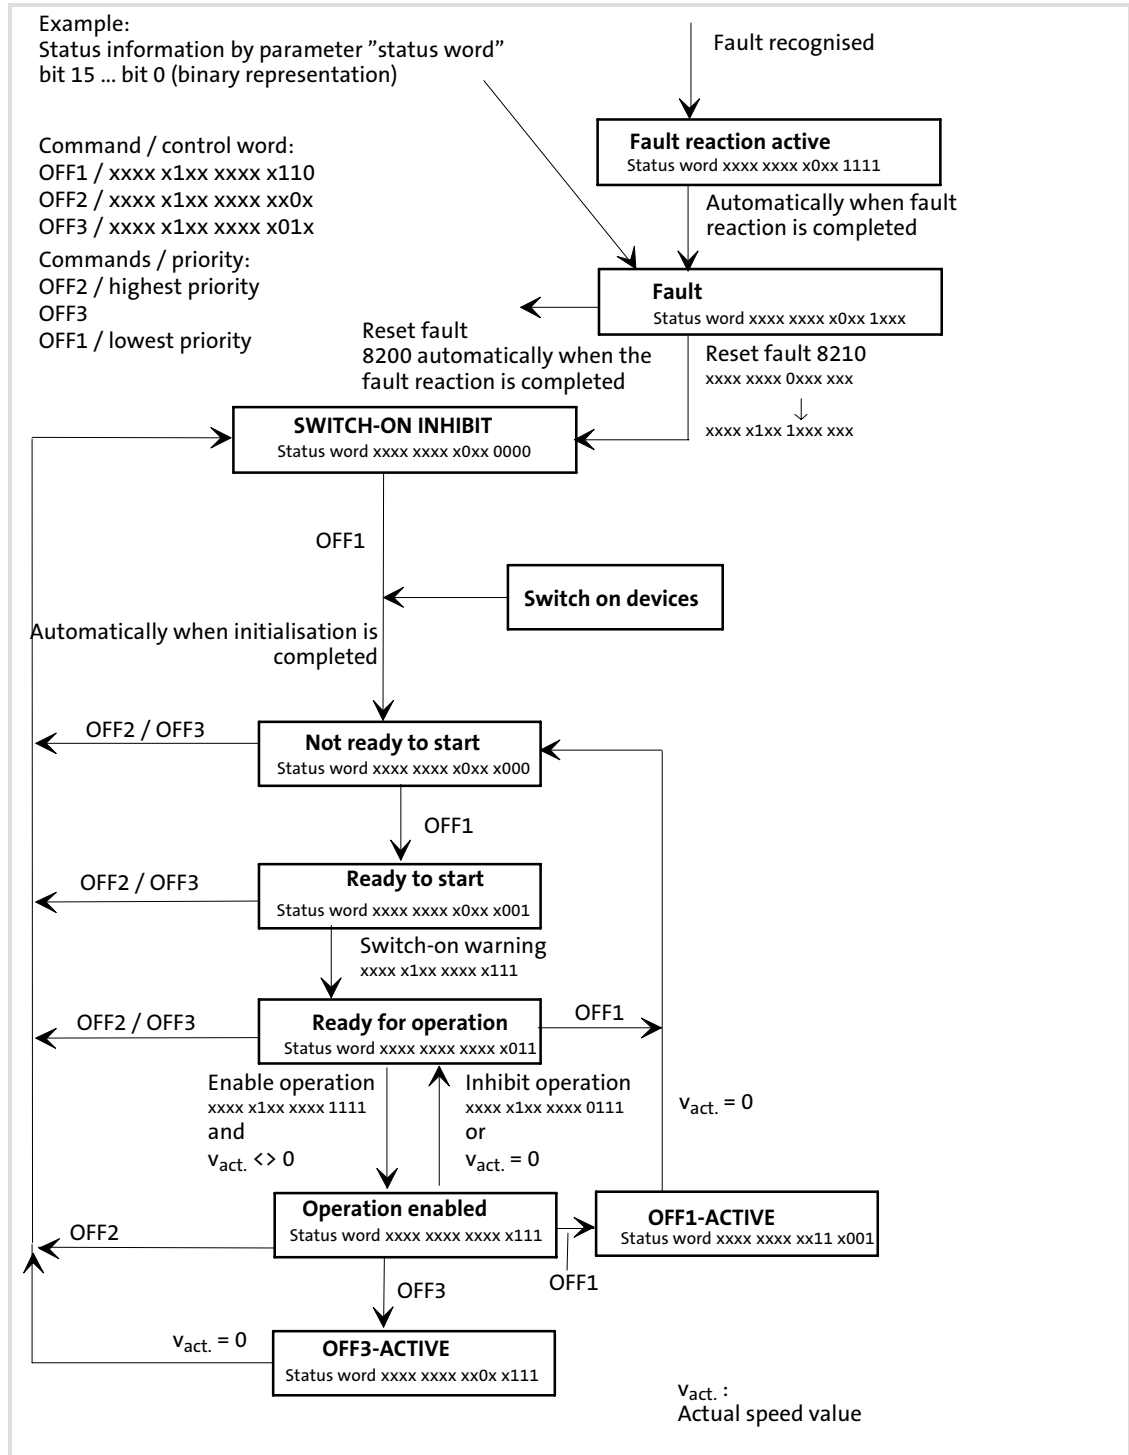 Example:
Status information by parameter ”status word”
bit 15 ... bit 0 (binary representation)
Fault recognised
Command / control word:
OFF1 / xxxx x1xx xxxx x110
OFF2 / xxxx x1xx xxxx xx0x
OFF3 / xxxx x1xx xxxx x01x
Commands / priority:
OFF2 / highest priority
OFF3
OFF1 / lowest priority
Fault reaction active
Status word xxxx xxxx x0xx 1111
Automatically when fault
reaction is completed
Fault
Status word xxxx xxxx x0xx 1xxx
Reset fault
8200 automatically when the
fault reaction is completed
Reset fault 8210
xxxx xxxx 0xxx xxx
xxxx x1xx 1xxx xxx
SWITCH-ON INHIBIT
Status word xxxx xxxx x0xx 0000
OFF1
Switch on devices
Automatically when initialisation is
completed
OFF2 / OFF3
Not ready to start
Status word xxxx xxxx x0xx x000
OFF1
OFF2 / OFF3
Ready to start
Status word xxxx xxxx x0xx x001
Switch-on warning
xxxx x1xx xxxx x111
OFF2 / OFF3
Ready for operation
Status word xxxx xxxx xxxx x011
OFF1
Enable operation
xxxx x1xx xxxx 1111
and
vact. <> 0
Inhibit operation
xxxx x1xx xxxx 0111
or
vact. = 0
vact. = 0
OFF2
Operation enabled
Status word xxxx xxxx xxxx x111
OFF1-ACTIVE
Status word xxxx xxxx xx11 x001
OFF1
OFF3
vact. = 0
OFF3-ACTIVE
Status word xxxx xxxx xx0x x111
vact. :
Actual speed value